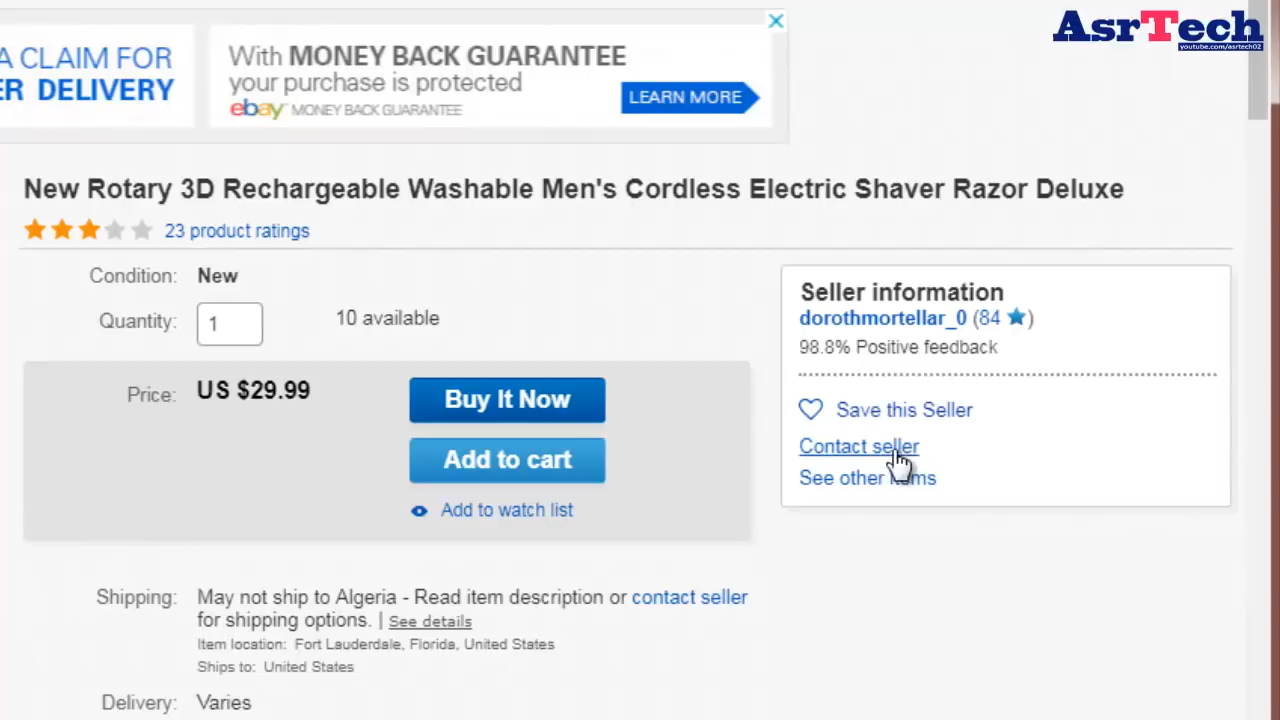 AsrTech
youtube.com/asrtech02
A CLAIM FOR
ER DELIVERY
With MONEY BACK GUARANTEE
your purchase is protected
ebay MONEY BACK GUARANTEE
LEARN MORE
New Rotary 3D Rechargeable Washable Men's Cordless Electric Shaver Razor Deluxe
23 product ratings
Condition: New
Quantity: 1 10 available
Price: US $29.99
Buy It Now
Add to cart
Add to watch list
Seller information
dorothmortellar_0 (84 ★)
98.8% Positive feedback
Save this Seller
Contact seller
See other items
Shipping: May not ship to Algeria - Read item description or contact seller
for shipping options. | See details
Item location: Fort Lauderdale, Florida, United States
Ships to: United States
Delivery: Varies